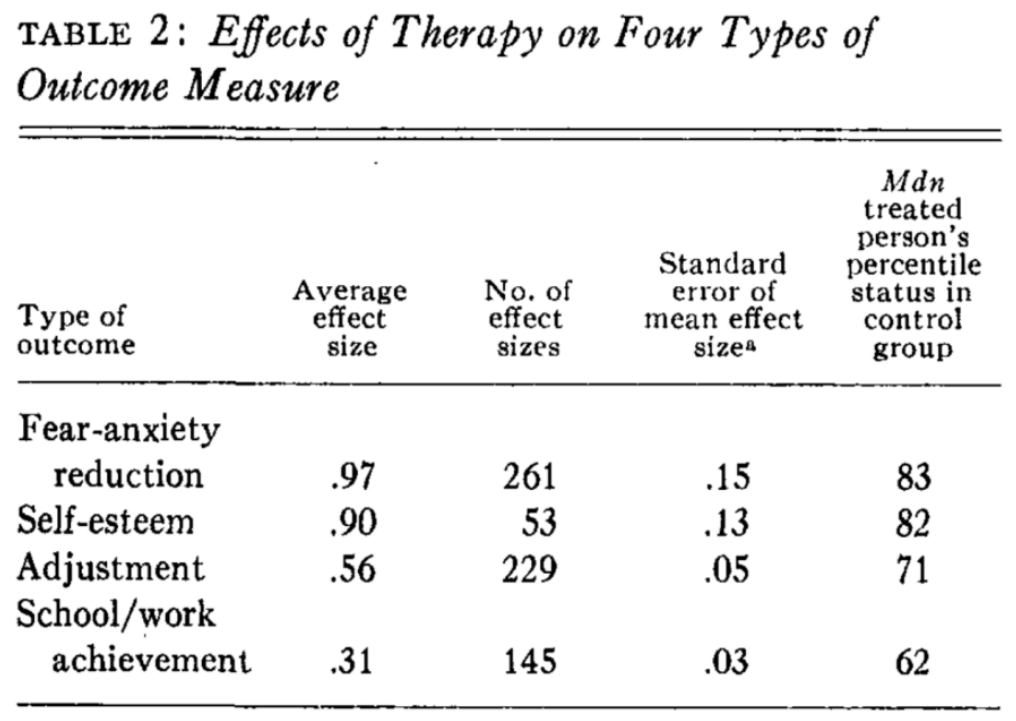 TABLE 2: Effects of Therapy on Four Types of
Outcome Measure
Type of
outcome
Average
effect
size
No. of
effect
sizes
Standard
error of
mean effect
sizeª
Mdn
treated
person's
percentile
status in
control
group
Fear-anxiety
reduction .97 261 .15 83
Self-esteem .90 53 .13 82
Adjustment .56 229 .05 71
School/work
achievement .31 145 .03 62